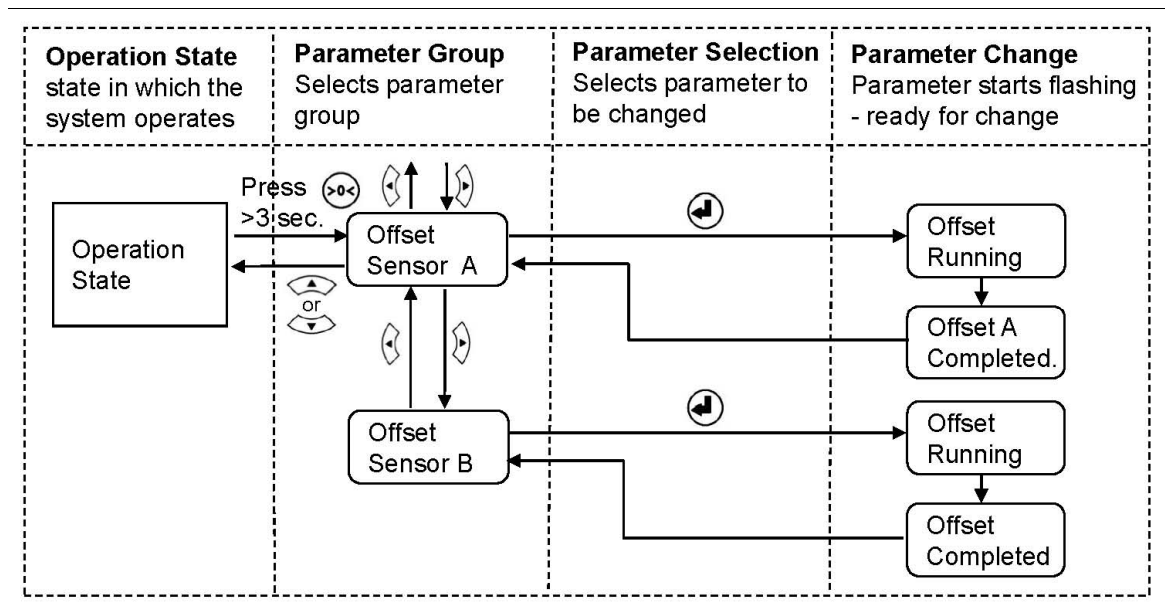 Operation State
state in which the
system operates
Parameter Group
Selects parameter
group
Parameter Selection
Selects parameter to
be changed
Parameter Change
Parameter starts flashing
- ready for change
Press
>3 sec.
>0<
Operation
State
or
Offset
Sensor A
Offset
Running
Offset A
Completed.
Offset
Sensor B
Offset
Running
Offset
Completed